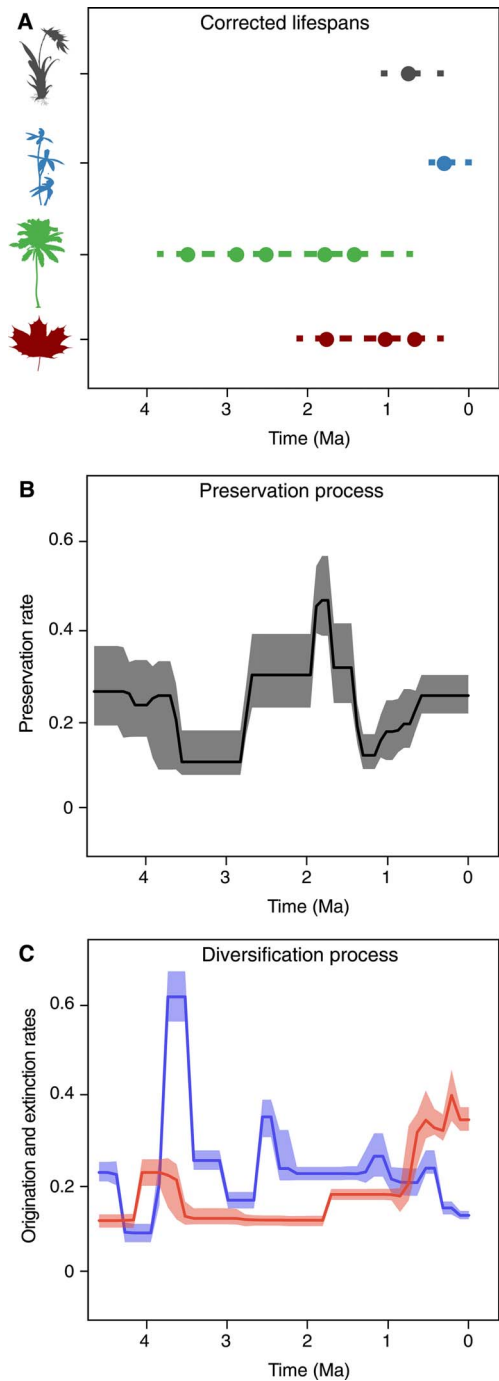 A
Corrected lifespans
4 3 2 1 0
Time (Ma)
B
Preservation process
Preservation rate
0.6
0.4
0.2
0
4 3 2 1 0
Time (Ma)
C
Diversification process
Origination and extinction rates
0.6
0.4
0.2
0
4 3 2 1 0
Time (Ma)